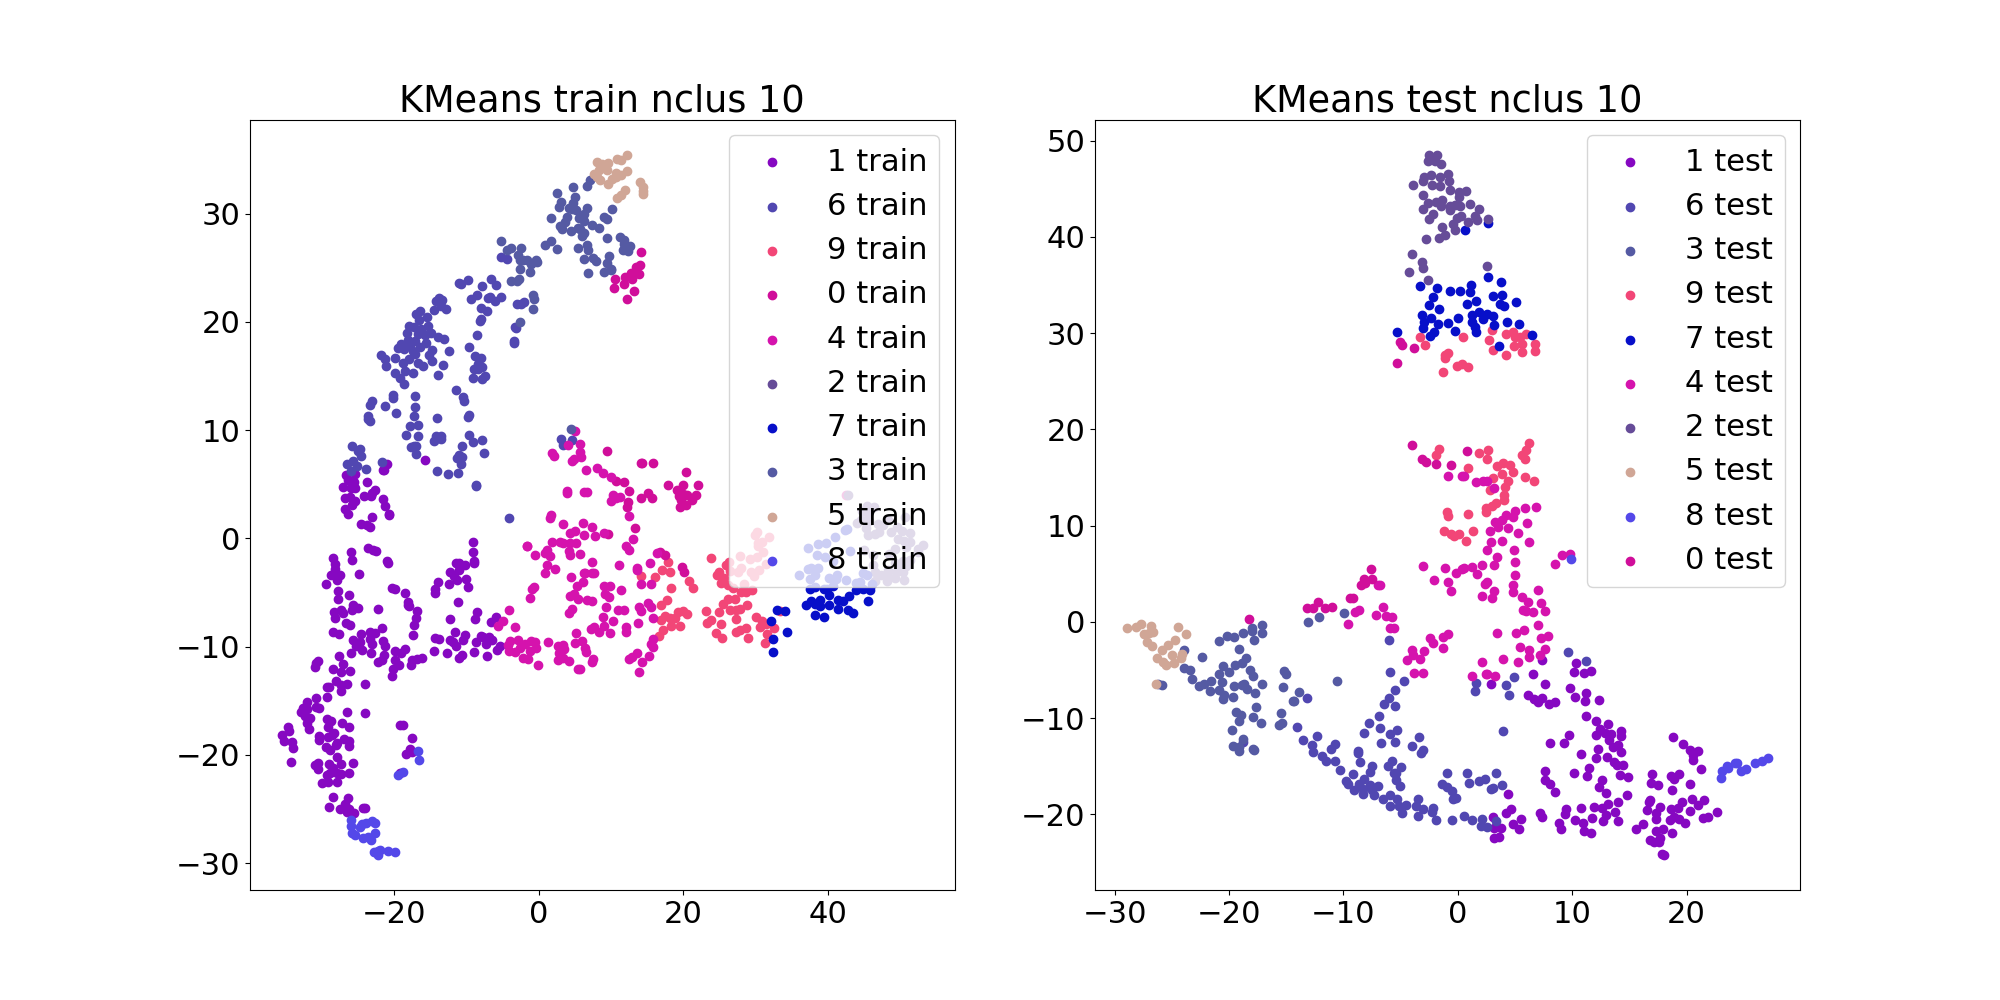 KMeans train nclus 10
30
20
10
0
−10
−20
−30
−20
0
20
40
1 train
6 train
9 train
0 train
4 train
2 train
7 train
3 train
5 train
8 train
KMeans test nclus 10
50
40
30
20
10
0
−10
−20
−30
−20
−10
0
10
20
1 test
6 test
3 test
9 test
7 test
4 test
2 test
5 test
8 test
0 test